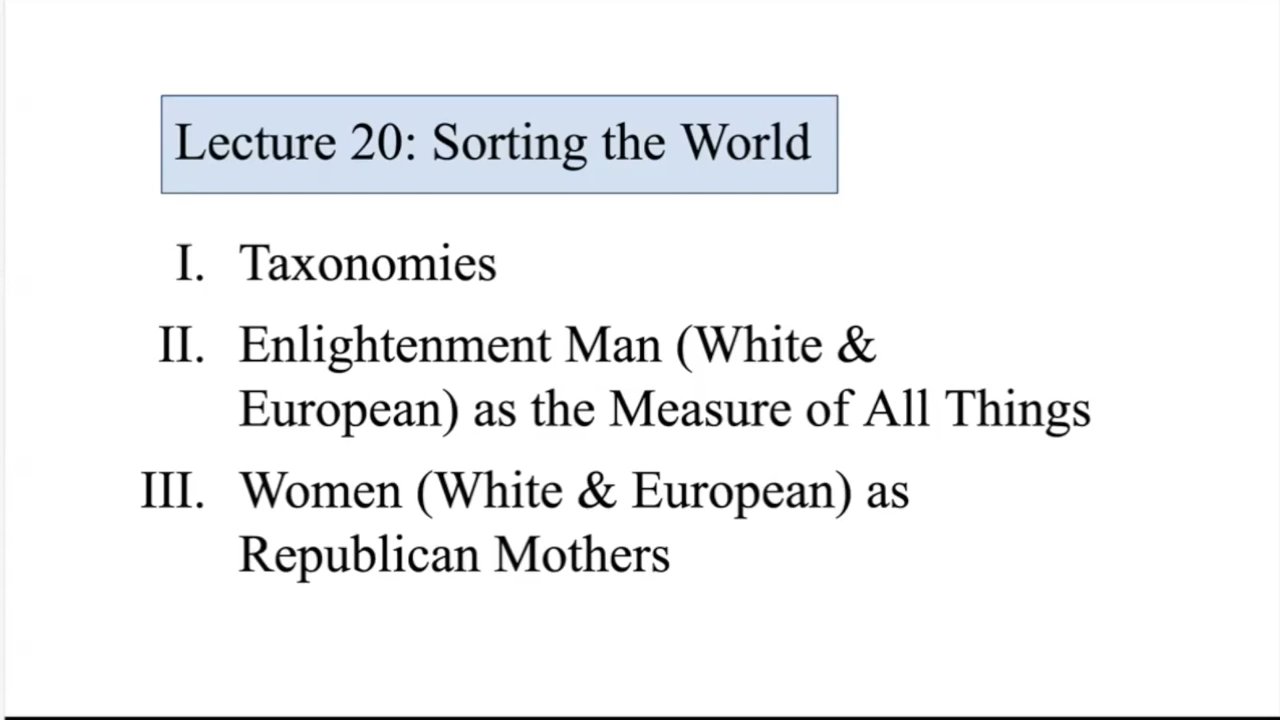 Lecture 20: Sorting the World
I. Taxonomies
II. Enlightenment Man (White &
European) as the Measure of All Things
III. Women (White & European) as
Republican Mothers